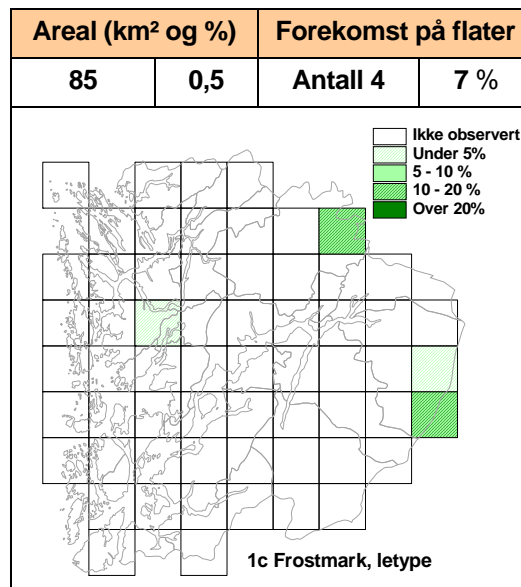 Areal (km² og %) Forekomst på flater
85 0,5 Antall 4 7 %
Ikke observert
Under 5%
5 - 10 %
10 - 20 %
Over 20%
1c Frostmark, letype